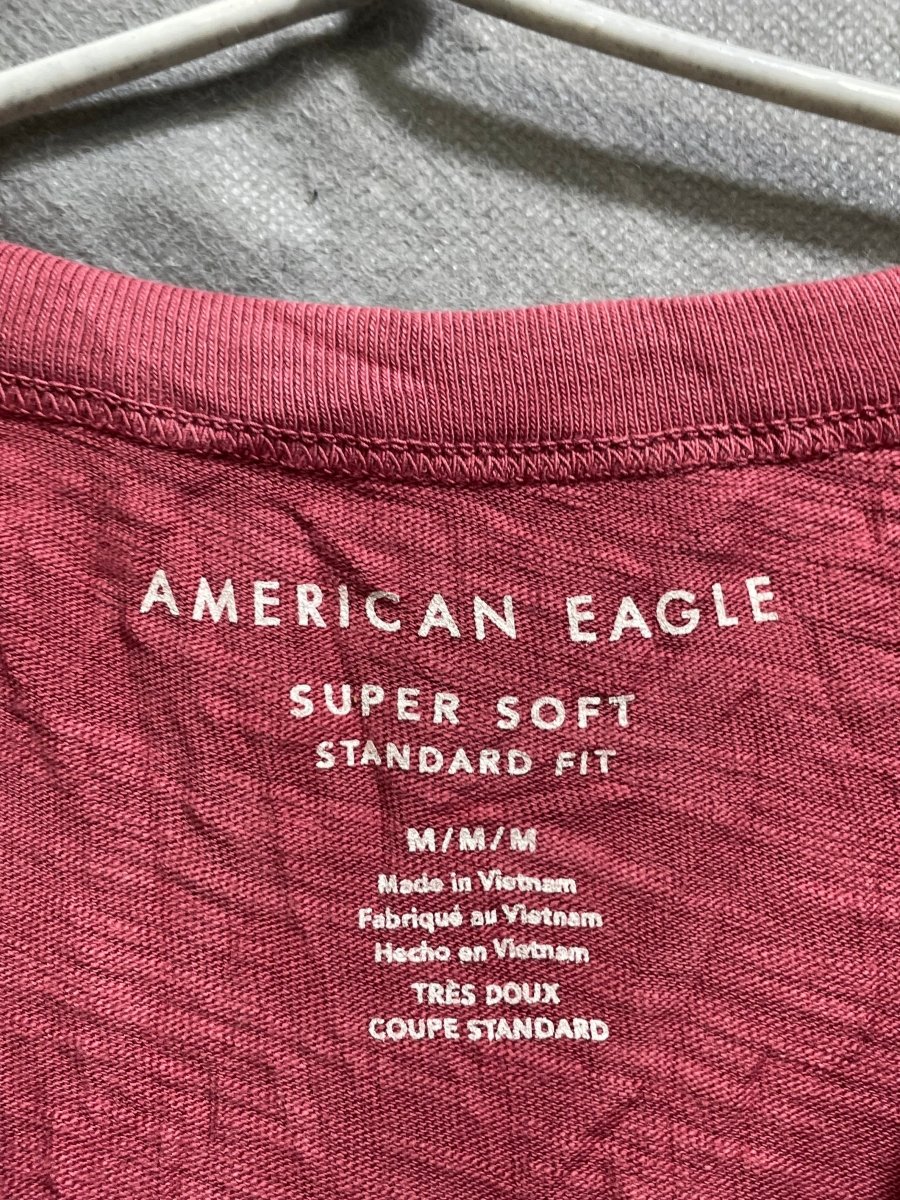 AMERICAN EAGLE
SUPER SOFT
STANDARD FIT
M/M/M
Made in Vietnam
Fabriqué au Vietnam
Hecho en Vietnam
TRÈS DOUX
COUPE STANDARD